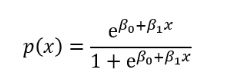 p(x) = e^{β₀+β₁x} / (1 + e^{β₀+β₁x})